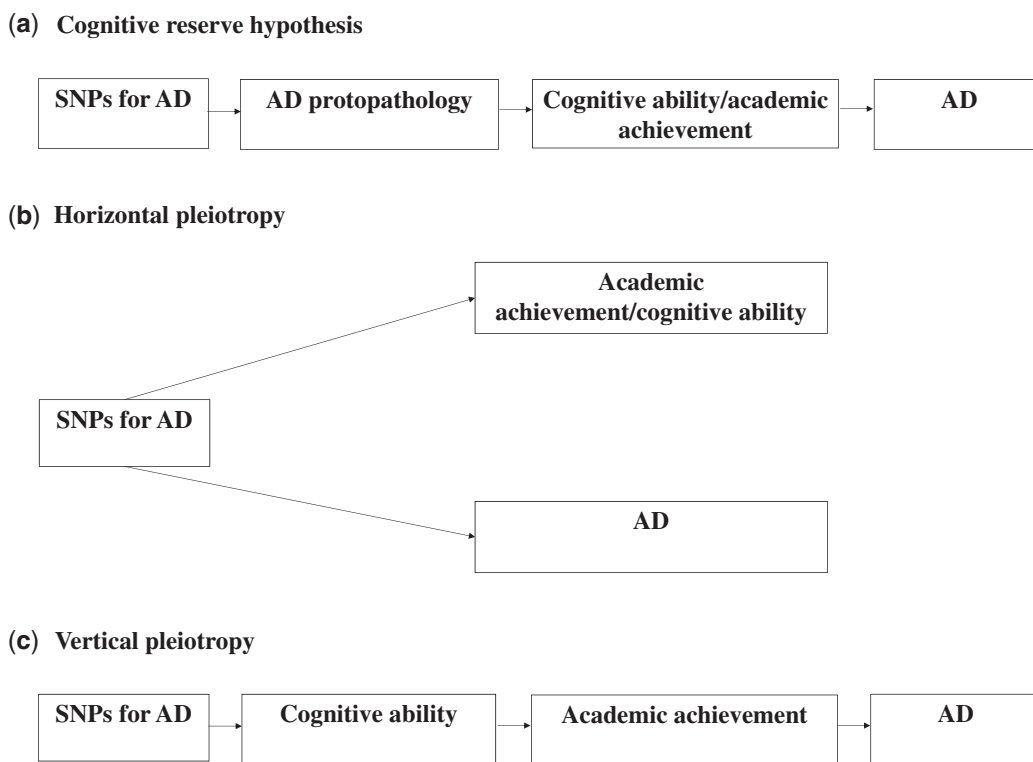 (a) Cognitive reserve hypothesis
SNPs for AD
AD protopathology
Cognitive ability/academic
achievement
AD
(b) Horizontal pleiotropy
Academic
achievement/cognitive ability
SNPs for AD
AD
(c) Vertical pleiotropy
SNPs for AD
Cognitive ability
Academic achievement
AD